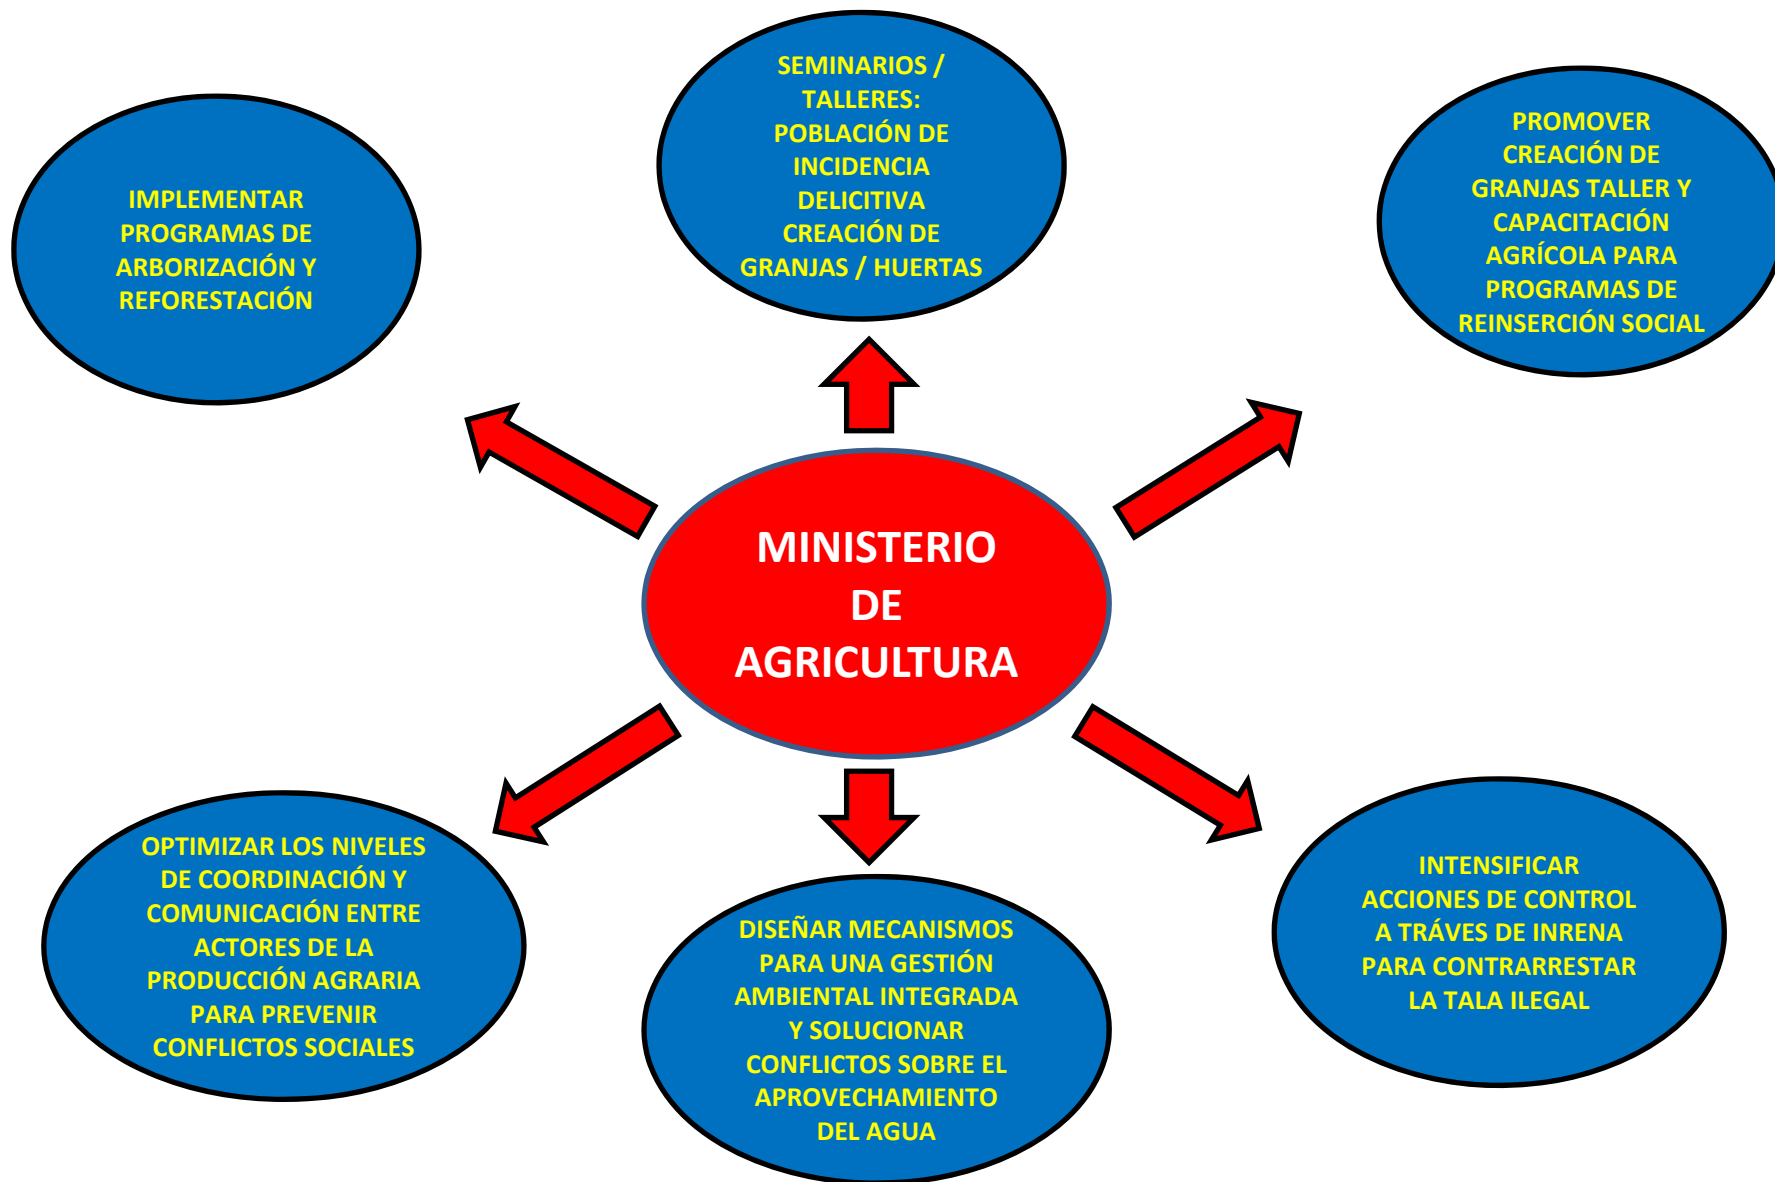 IMPLEMENTAR
PROGRAMAS DE
ARBORIZACIÓN Y
REFORESTACIÓN
SEMINARIOS /
TALLERES:
POBLACIÓN DE
INCIDENCIA
DELICITIVA
CREACIÓN DE
GRANJAS / HUERTAS
PROMOVER
CREACIÓN DE
GRANJAS TALLER Y
CAPACITACIÓN
AGRÍCOLA PARA
PROGRAMAS DE
REINSERCIÓN SOCIAL
MINISTERIO
DE
AGRICULTURA
OPTIMIZAR LOS NIVELES
DE COORDINACIÓN Y
COMUNICACIÓN ENTRE
ACTORES DE LA
PRODUCCIÓN AGRARIA
PARA PREVENIR
CONFLICTOS SOCIALES
DISEÑAR MECANISMOS
PARA UNA GESTIÓN
AMBIENTAL INTEGRADA
Y SOLUCIONAR
CONFLICTOS SOBRE EL
APROVECHAMIENTO
DEL AGUA
INTENSIFICAR
ACCIONES DE CONTROL
A TRÁVES DE INRENA
PARA CONTRARRESTAR
LA TALA ILEGAL